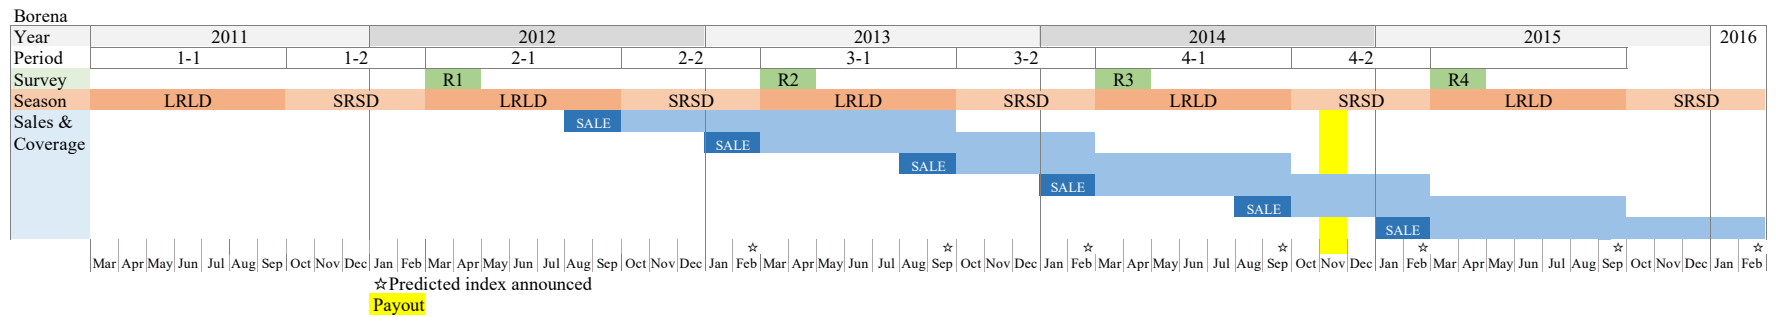 Borena
Year 2011 2012 2013 2014 2015 2016
Period 1-1 1-2 2-1 2-2 3-1 3-2 4-1 4-2
Survey R1 R2 R3 R4
Season LRLD SRSD LRLD SRSD LRLD SRSD LRLD SRSD LRLD SRSD
Sales & SALE
Coverage SALE
SALE
SALE
SALE
SALE
☆ ☆ ☆ ☆ ☆ ☆ ☆
Mar Apr May Jun Jul Aug Sep Oct Nov Dec Jan Feb Mar Apr May Jun Jul Aug Sep Oct Nov Dec Jan Feb Mar Apr May Jun Jul Aug Sep Oct Nov Dec Jan Feb Mar Apr May Jun Jul Aug Sep Oct Nov Dec Jan Feb Mar Apr May Jun Jul Aug Sep Oct Nov Dec Jan Feb
☆Predicted index announced
Payout